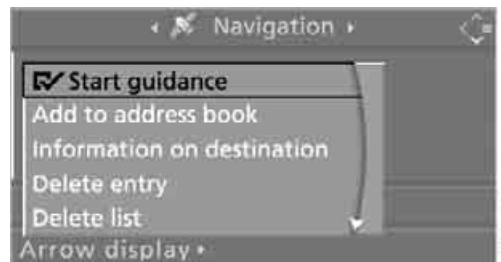 Navigation
Start guidance
Add to address book
Information on destination
Delete entry
Delete list
Arrow display